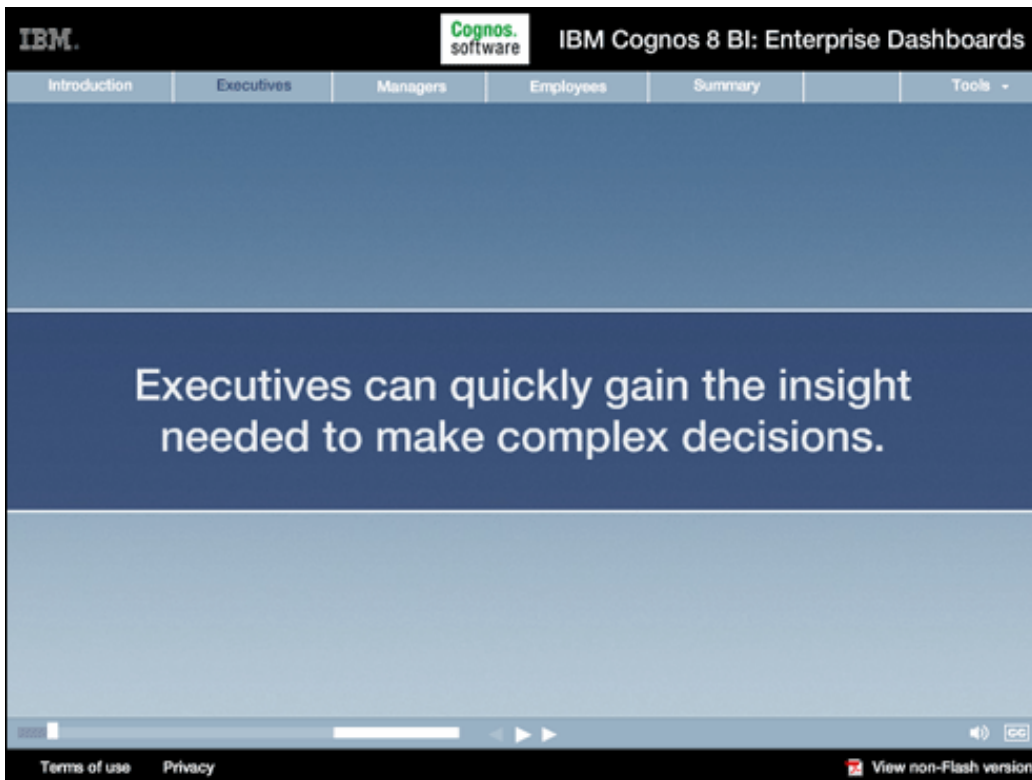 IBM.
Cognos.
software
IBM Cognos 8 BI: Enterprise Dashboards
Introduction Executives Managers Employees Summary Tools
Executives can quickly gain the insight
needed to make complex decisions.
CC
Terms of use Privacy View non-Flash version